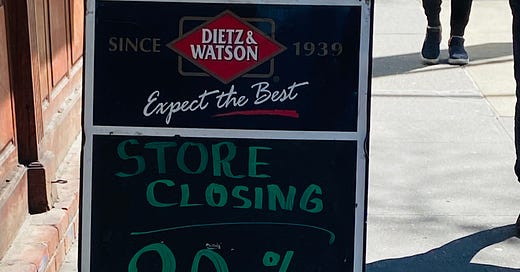 DIETZ &
WATSON
SINCE 1939
Expect the Best
STORE
CLOSING
%